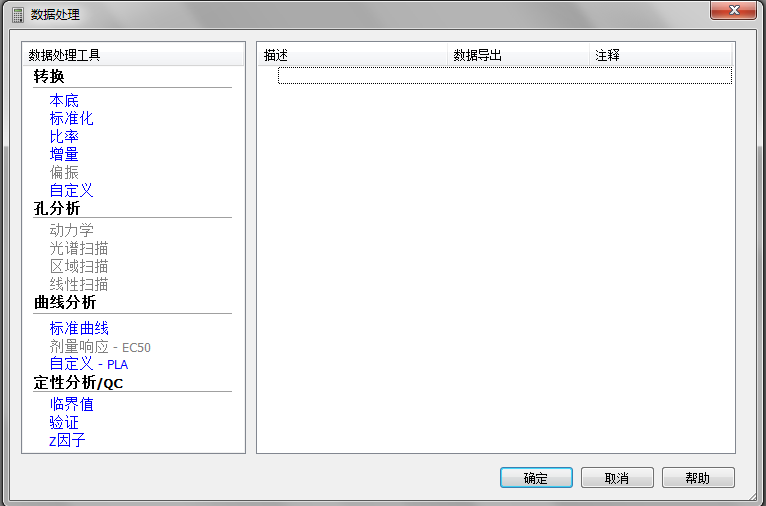 数据处理
数据处理工具
转换
本底
标准化
比率
增量
偏振
自定义
孔分析
动力学
光谱扫描
区域扫描
线性扫描
曲线分析
标准曲线
剂量响应 - EC50
自定义 - PLA
定性分析/QC
临界值
验证
Z因子
描述 数据导出 注释
确定 取消 帮助